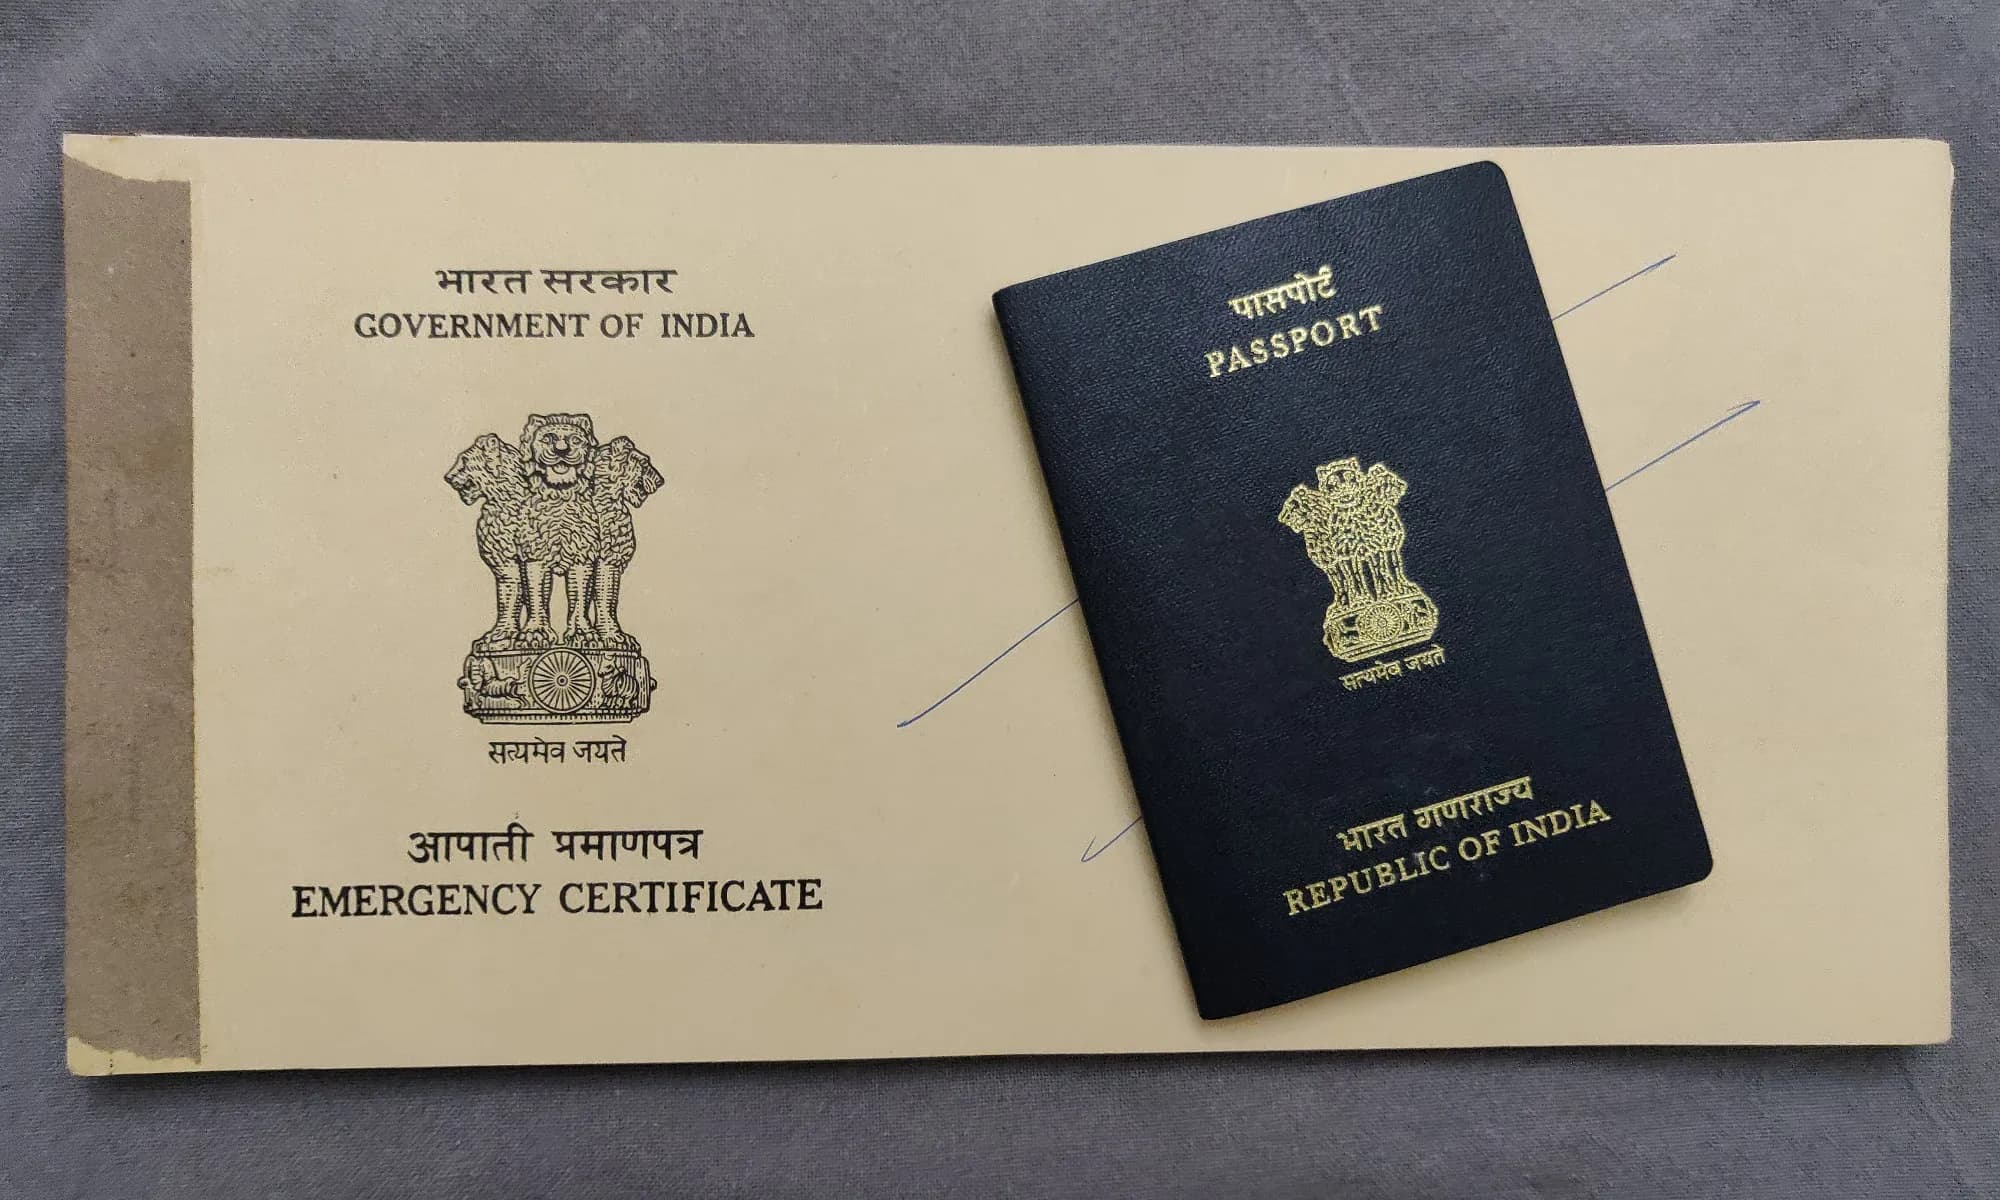 भारत सरकार
GOVERNMENT OF INDIA
सत्यमेव जयते
आपाती प्रमाणपत्र
EMERGENCY CERTIFICATE
पासपोर्ट
PASSPORT
सत्यमेव जयते
भारत गणराज्य
REPUBLIC OF INDIA